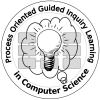 Process Oriented Guided Inquiry Learning
in Computer Science